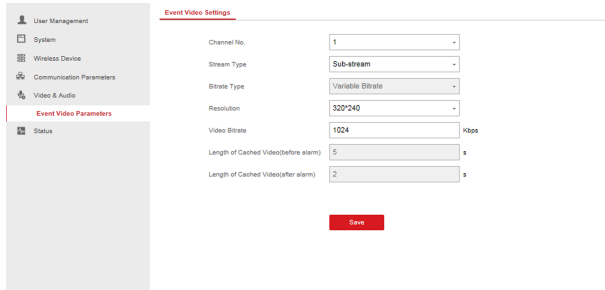 User Management
System
Wireless Device
Communication Parameters
Video & Audio
Event Video Parameters
Status
Event Video Settings
Channel No. 1
Stream Type Sub-stream
Bitrate Type Variable Bitrate
Resolution 320*240
Video Bitrate 1024 Kbps
Length of Cached Video(before alarm) 5 s
Length of Cached Video(after alarm) 2 s
Save